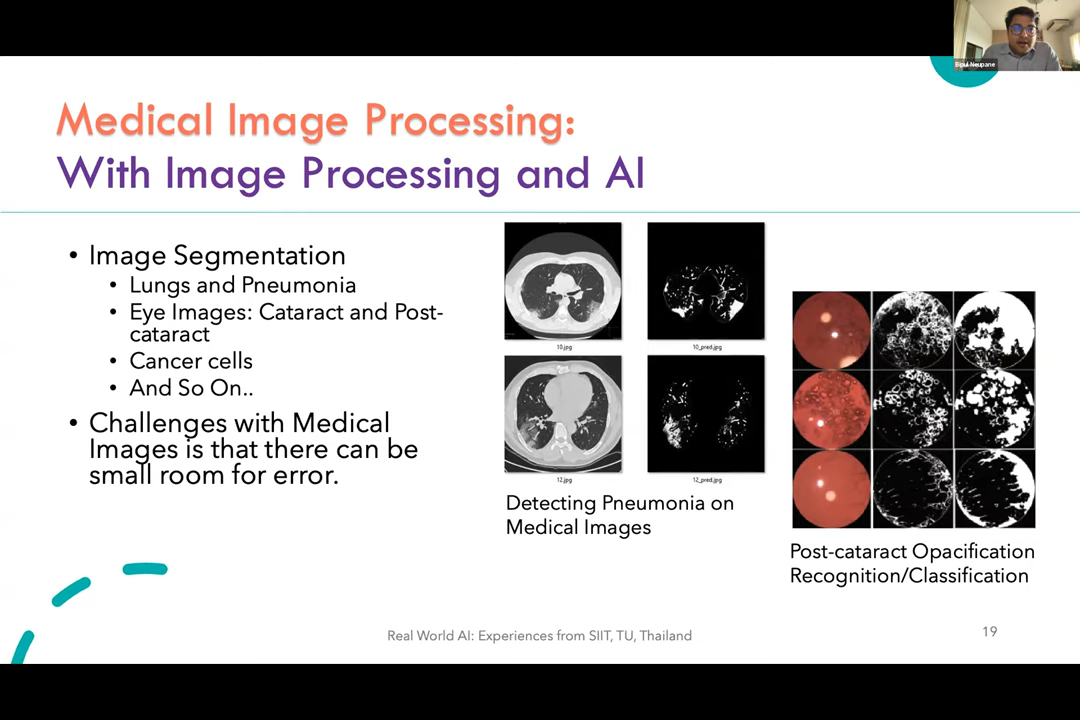 Bipul Neupane
Medical Image Processing:
With Image Processing and AI
• Image Segmentation
• Lungs and Pneumonia
• Eye Images: Cataract and Post-
cataract
• Cancer cells
• And So On..
• Challenges with Medical
Images is that there can be
small room for error.
10.jpg
10_pred.jpg
12.jpg
12_pred.jpg
Detecting Pneumonia on
Medical Images
Post-cataract Opacification
Recognition/Classification
Real World AI: Experiences from SIIT, TU, Thailand
19